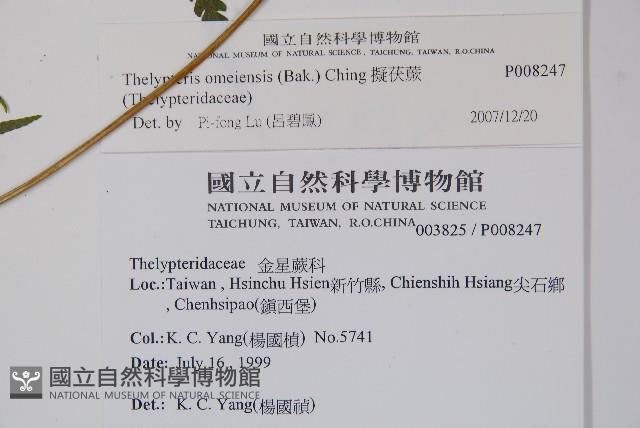 國立自然科學博物館
NATIONAL MUSEUM OF NATURAL SCIENCE, TAICHUNG, TAIWAN, R.O.CHINA
Thelypteris omeiensis (Bak.) Ching 擬茯蕨 P008247
(Thelypteridaceae)
Det. by Pi-fong Lu (呂碧鳳) 2007/12/20
國立自然科學博物館
NATIONAL MUSEUM OF NATURAL SCIENCE
TAICHUNG, TAIWAN, R.O.CHINA 003825 / P008247
Thelypteridaceae 金星蕨科
Loc.:Taiwan , Hsinchu Hsien新竹縣, Chienshih Hsiang尖石鄉
, Chenhsipao(鎮西堡)
Col.:K. C. Yang(楊國楨) No.5741
Date: July 16, 1999
國立自然科學博物館
NATIONAL MUSEUM OF NATURAL SCIENCE
Det.: K. C. Yang(楊國禎)